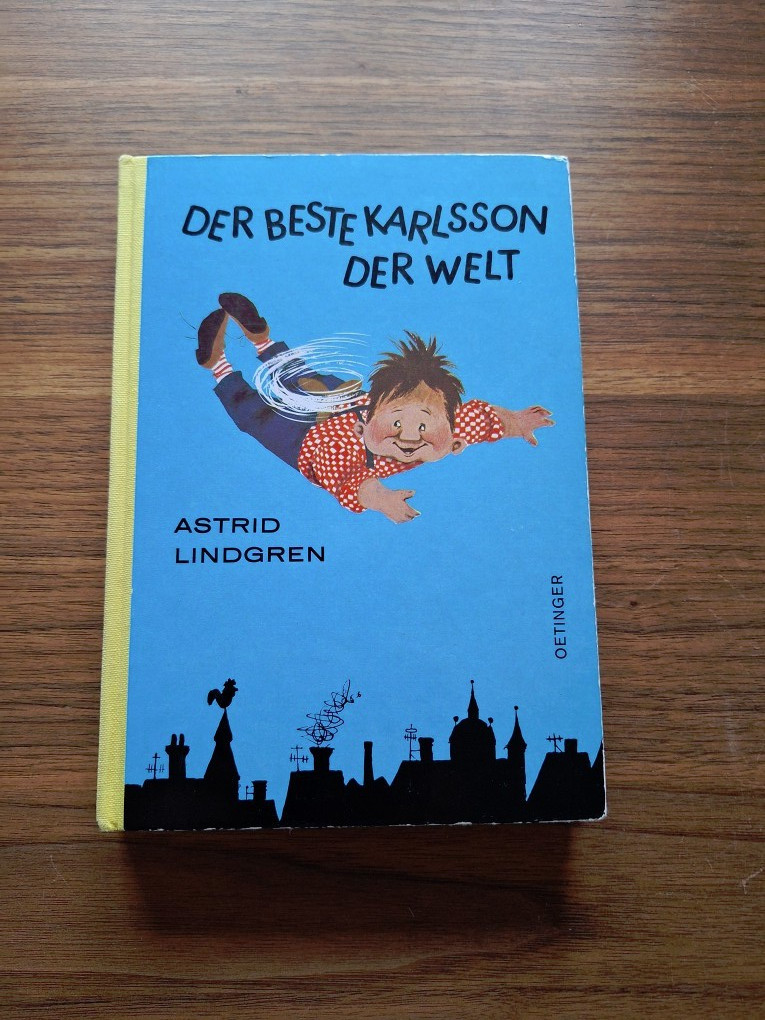 DER BESTE KARLSSON
DER WELT
ASTRID
LINDGREN
OETINGER